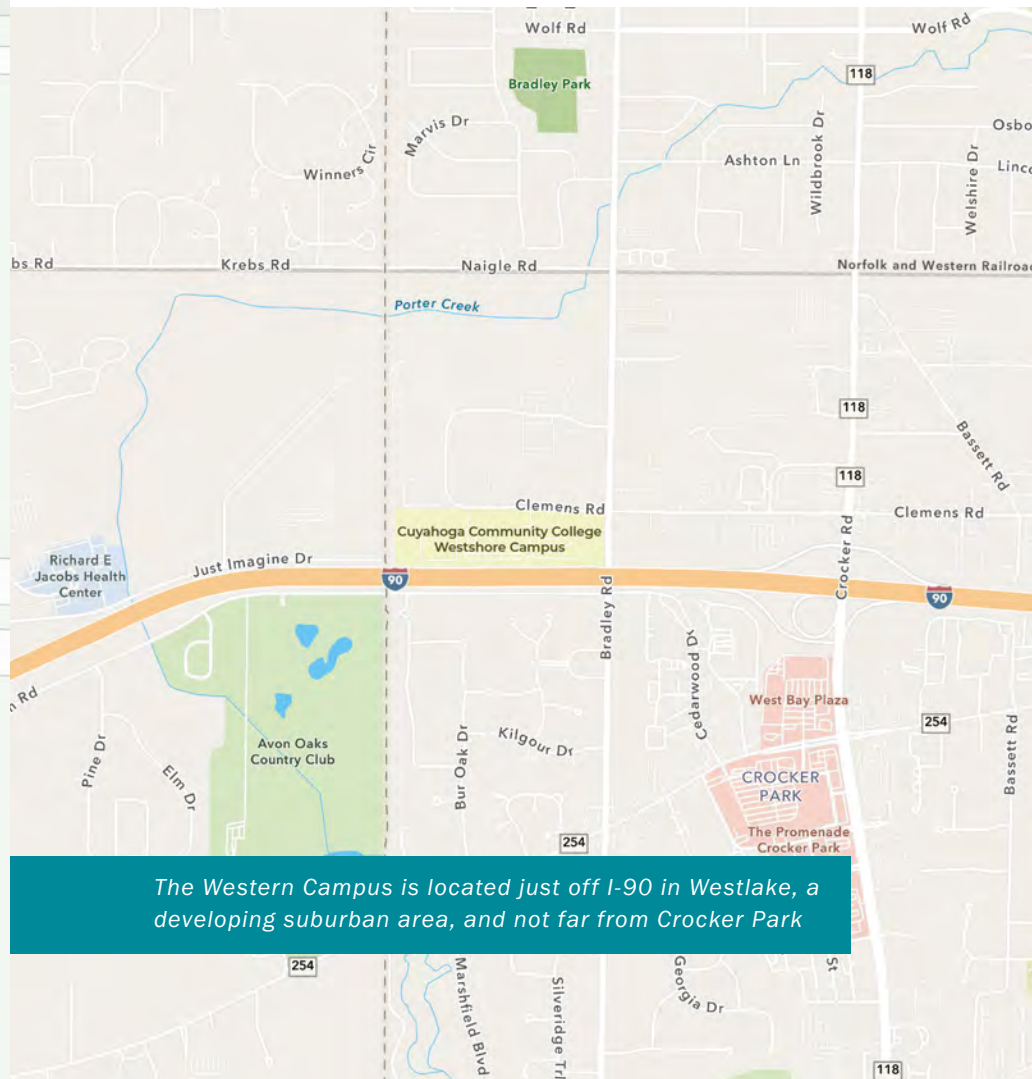 Wolf Rd
Wolf Rd
Bradley Park
118
Marvis Dr
Winners Cir
Ashton Ln
Wildbrook Dr
Osbo
Welshire Dr
Linco
bs Rd
Krebs Rd
Naigle Rd
Norfolk and Western Railroad
Porter Creek
118
Bassett Rd
118
Clemens Rd
Clemens Rd
Cuyahoga Community College
Westshore Campus
Richard E
Jacobs Health
Center
Just Imagine Dr
90
Crocker Rd
90
Bradley Rd
Cedarwood Dr
West Bay Plaza
n Rd
254
Bassett Rd
Avon Oaks
Country Club
Pine Dr
Elm Dr
Bur Oak Dr
Kilgour Dr
CROCKER
PARK
The Promenade
Crocker Park
254
The Western Campus is located just off I-90 in Westlake, a
developing suburban area, and not far from Crocker Park
254
Marshfield Blvd
Silveridge Trl
Georgia Dr
St
118